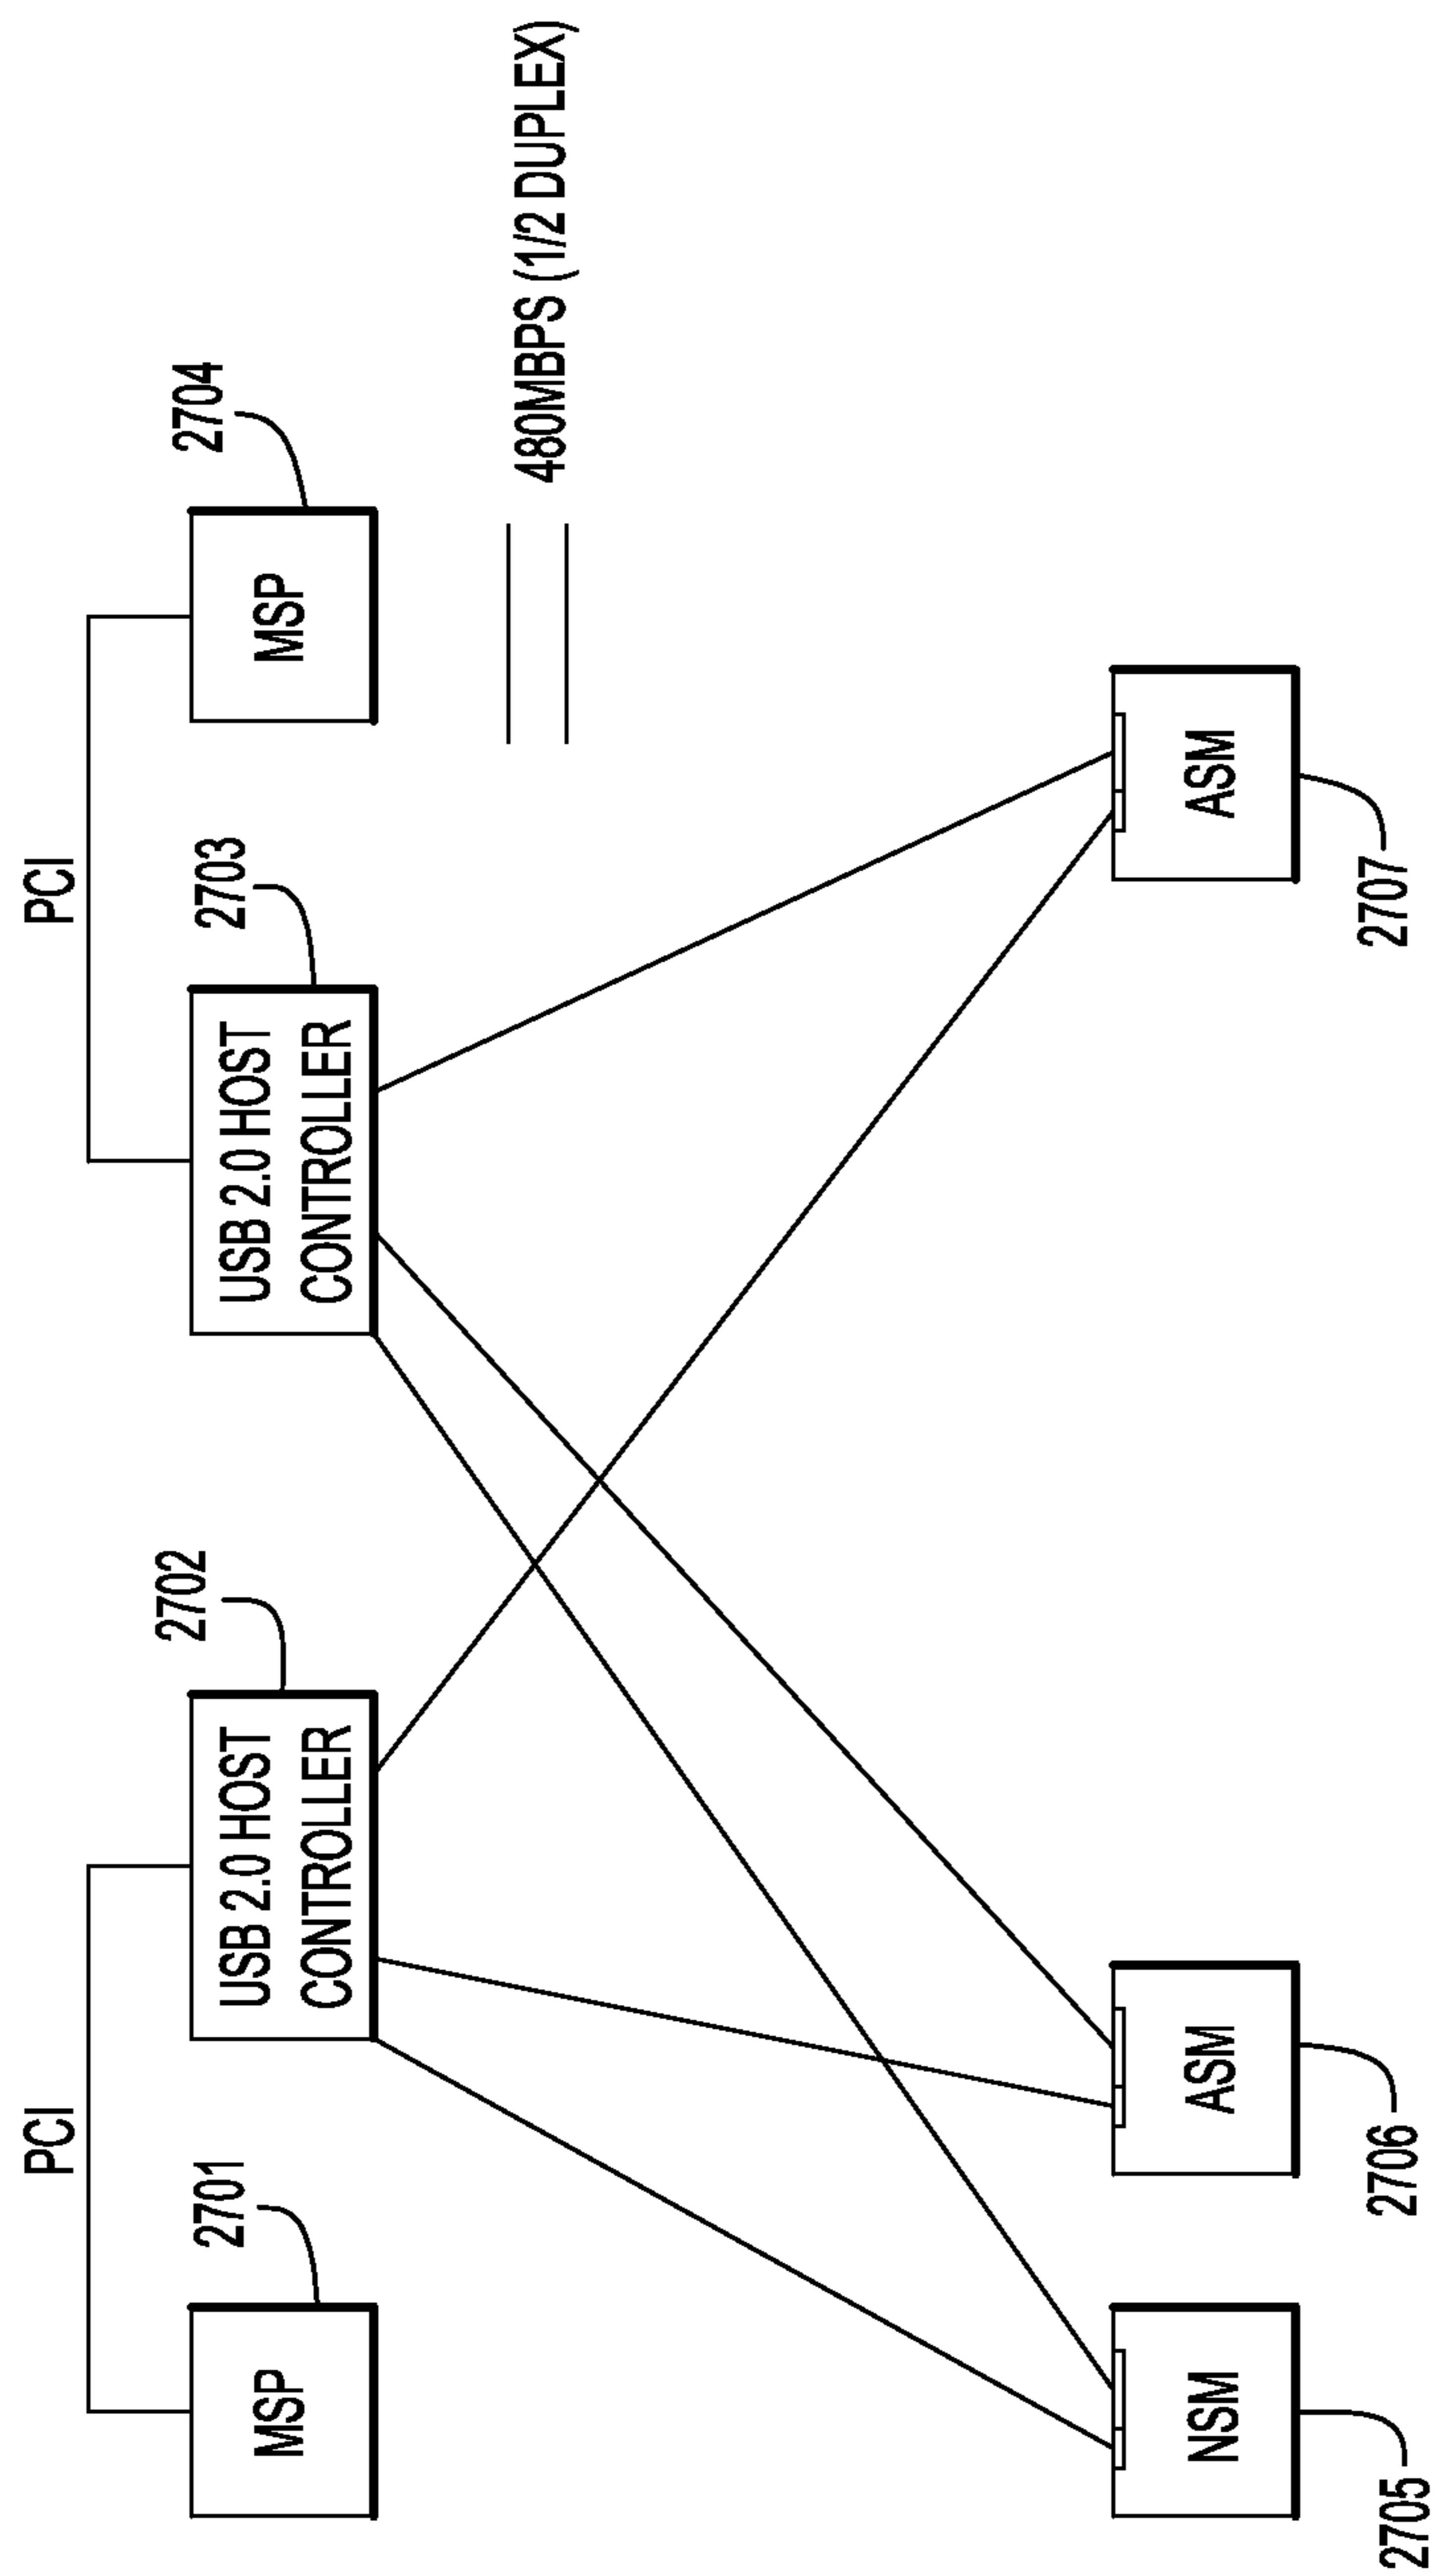 PCI
PCI
2701
2702
2703
2704
MSP
USB 2.0 HOST
CONTROLLER
USB 2.0 HOST
CONTROLLER
MSP
480MBPS (1/2 DUPLEX)
NSM
ASM
ASM
2705
2706
2707